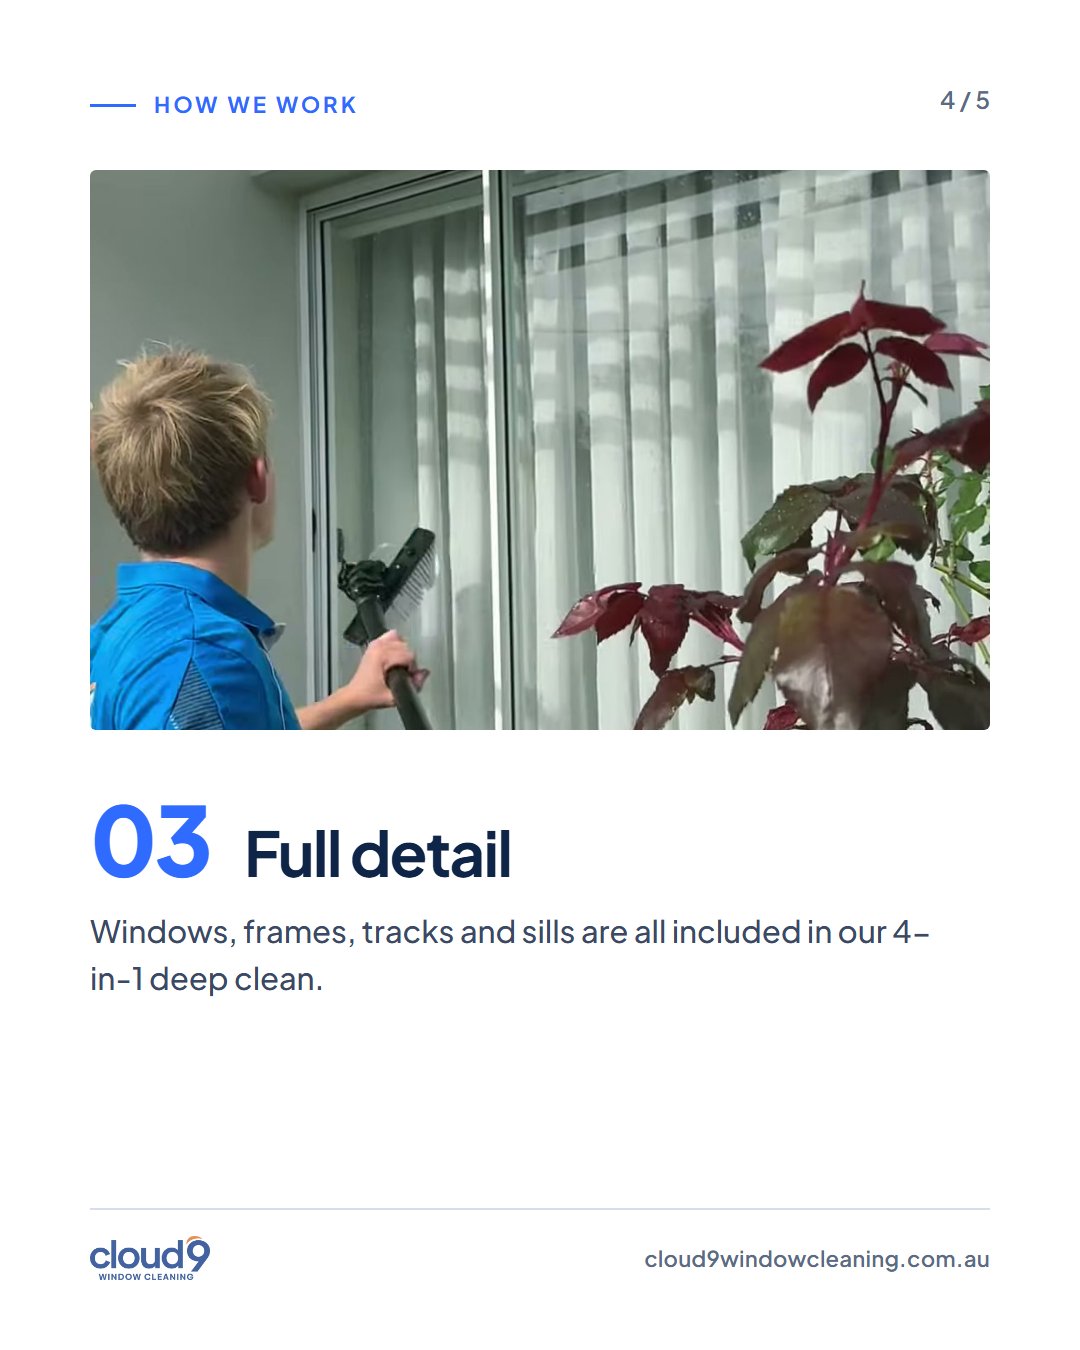 HOW WE WORK
4/5
03 Full detail
Windows, frames, tracks and sills are all included in our 4-
in-1 deep clean.
cloud9
WINDOW CLEANING
cloud9windowcleaning.com.au